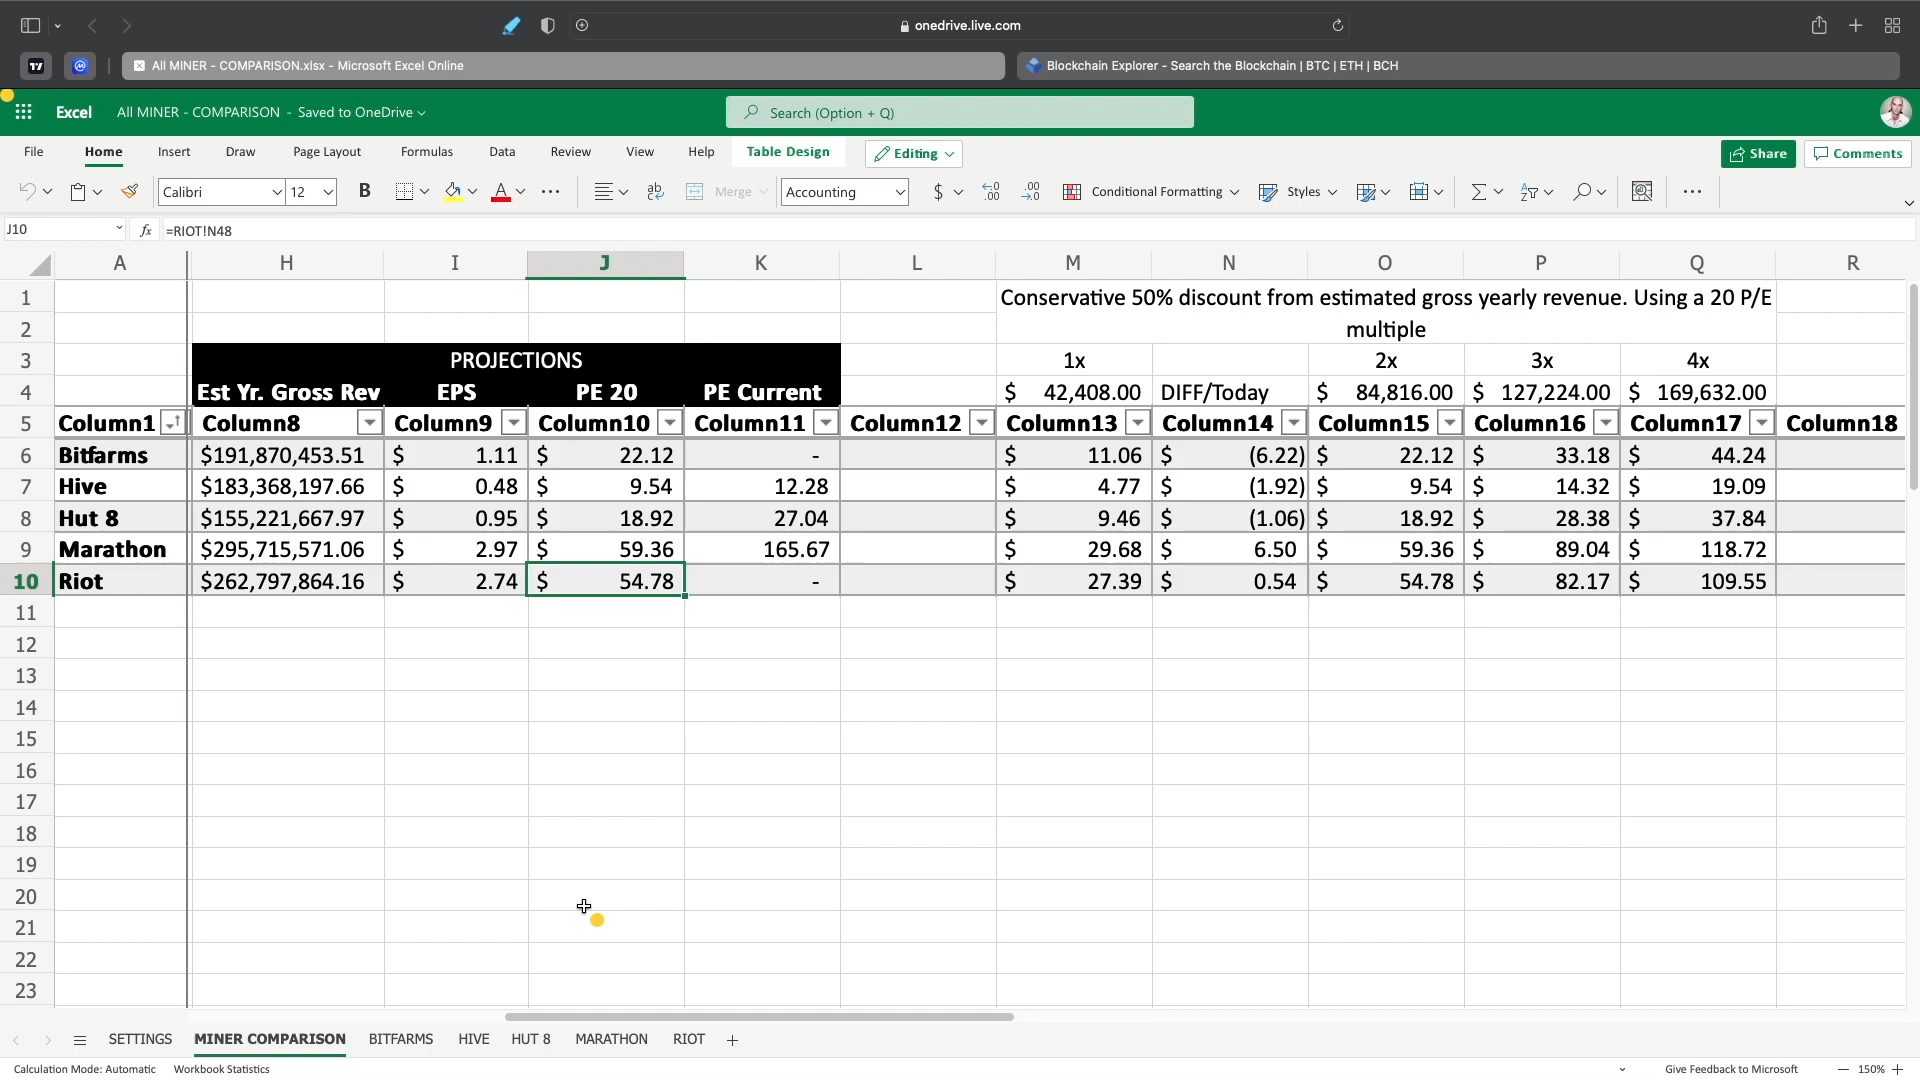 onedrive.live.com
All MINER - COMPARISON.xlsx - Microsoft Excel Online
Blockchain Explorer - Search the Blockchain | BTC | ETH | BCH
Excel All MINER - COMPARISON - Saved to OneDrive
Search (Option + Q)
File Home Insert Draw Page Layout Formulas Data Review View Help Table Design Editing Share Comments
Calibri 12 B A ab Merge Accounting $ .00 .00 Conditional Formatting Styles
J10 fx =RIOT!N48
A H I J K L M N O P Q R
1 Conservative 50% discount from estimated gross yearly revenue. Using a 20 P/E
2 multiple
3 PROJECTIONS 1x 2x 3x 4x
4 Est Yr. Gross Rev EPS PE 20 PE Current $ 42,408.00 DIFF/Today $ 84,816.00 $ 127,224.00 $ 169,632.00
5 Column1 Column8 Column9 Column10 Column11 Column12 Column13 Column14 Column15 Column16 Column17 Column18
6 Bitfarms $191,870,453.51 $ 1.11 $ 22.12 - $ 11.06 $ (6.22) $ 22.12 $ 33.18 $ 44.24
7 Hive $183,368,197.66 $ 0.48 $ 9.54 12.28 $ 4.77 $ (1.92) $ 9.54 $ 14.32 $ 19.09
8 Hut 8 $155,221,667.97 $ 0.95 $ 18.92 27.04 $ 9.46 $ (1.06) $ 18.92 $ 28.38 $ 37.84
9 Marathon $295,715,571.06 $ 2.97 $ 59.36 165.67 $ 29.68 $ 6.50 $ 59.36 $ 89.04 $ 118.72
10 Riot $262,797,864.16 $ 2.74 $ 54.78 - $ 27.39 $ 0.54 $ 54.78 $ 82.17 $ 109.55
11
12
13
14
15
16
17
18
19
20
21
22
23
SETTINGS MINER COMPARISON BITFARMS HIVE HUT 8 MARATHON RIOT
Calculation Mode: Automatic Workbook Statistics Give Feedback to Microsoft 150%